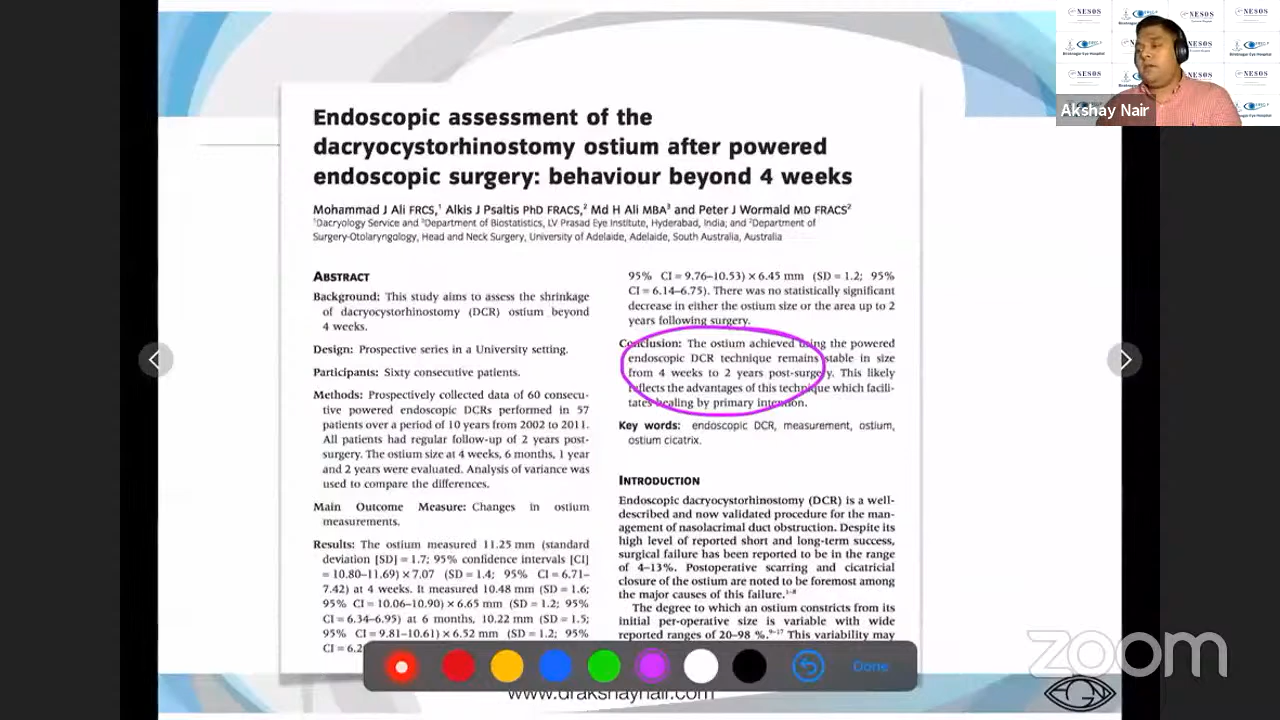 Endoscopic assessment of the
dacryocystorhinostomy ostium after powered
endoscopic surgery: behaviour beyond 4 weeks
Mohammad J Ali FRCS,¹ Alkis J Psaltis PhD FRACS,² Md H Ali MBA³ and Peter J Wormald MD FRACS²
¹Dacryology Service and ³Department of Biostatistics, LV Prasad Eye Institute, Hyderabad, India; and ²Department of
Surgery-Otolaryngology, Head and Neck Surgery, University of Adelaide, Adelaide, South Australia, Australia
ABSTRACT
Background: This study aims to assess the shrinkage
of dacryocystorhinostomy (DCR) ostium beyond
4 weeks.
Design: Prospective series in a University setting.
Participants: Sixty consecutive patients.
Methods: Prospectively collected data of 60 consecu-
tive powered endoscopic DCRs performed in 57
patients over a period of 10 years from 2002 to 2011.
All patients had regular follow-up of 2 years post-
surgery. The ostium size at 4 weeks, 6 months, 1 year
and 2 years were evaluated. Analysis of variance was
used to compare the differences.
Main Outcome Measure: Changes in ostium
measurements.
Results: The ostium measured 11.25 mm (standard
deviation [SD] = 1.7; 95% confidence intervals [CI]
= 10.80–11.69) × 7.07 (SD = 1.4; 95% CI = 6.71–
7.42) at 4 weeks. It measured 10.48 mm (SD = 1.6;
95% CI = 10.06–10.90) × 6.65 mm (SD = 1.2; 95%
CI = 6.34–6.95) at 6 months, 10.22 mm (SD = 1.5;
95% CI = 9.81–10.61) × 6.52 mm (SD = 1.2; 95%
CI = 6.2
95% CI = 9.76–10.53) × 6.45 mm (SD = 1.2; 95%
CI = 6.14–6.75). There was no statistically significant
decrease in either the ostium size or the area up to 2
years following surgery.
Conclusion: The ostium achieved using the powered
endoscopic DCR technique remains stable in size
from 4 weeks to 2 years post-surgery. This likely
reflects the advantages of this technique which facili-
tates healing by primary intention.
Key words: endoscopic DCR, measurement, ostium,
ostium cicatrix.
INTRODUCTION
Endoscopic dacryocystorhinostomy (DCR) is a well-
described and now validated procedure for the man-
agement of nasolacrimal duct obstruction. Despite its
high level of reported short and long-term success,
surgical failure has been reported to be in the range
of 4–13%. Postoperative scarring and cicatricial
closure of the ostium are noted to be foremost among
the major causes of this failure.¹⁻⁸
The degree to which an ostium constricts from its
initial per-operative size is variable with wide
reported ranges of 20–98 %.⁹⁻¹⁷ This variability may
Done
www.drakshaynair.com
Akshay Nair
NESOS
zoom